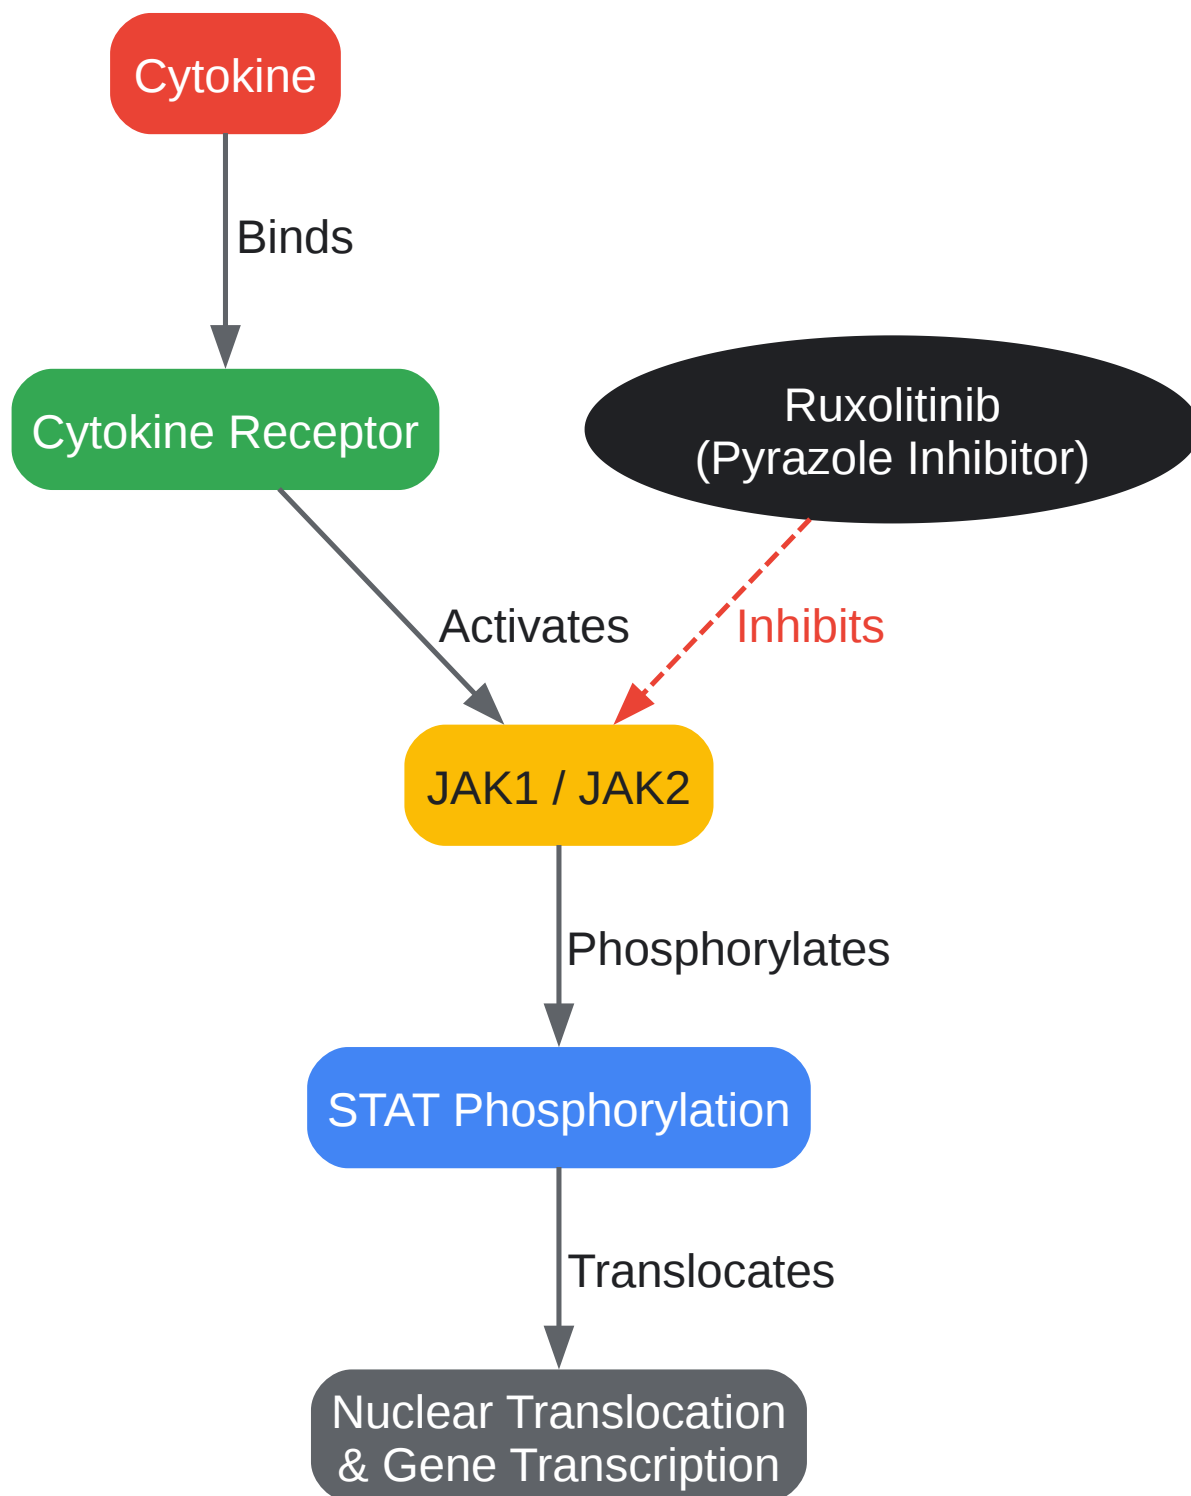 Cytokine
Binds
Cytokine Receptor
Ruxolitinib
(Pyrazole Inhibitor)
Activates
Inhibits
JAK1 / JAK2
Phosphorylates
STAT Phosphorylation
Translocates
Nuclear Translocation
& Gene Transcription